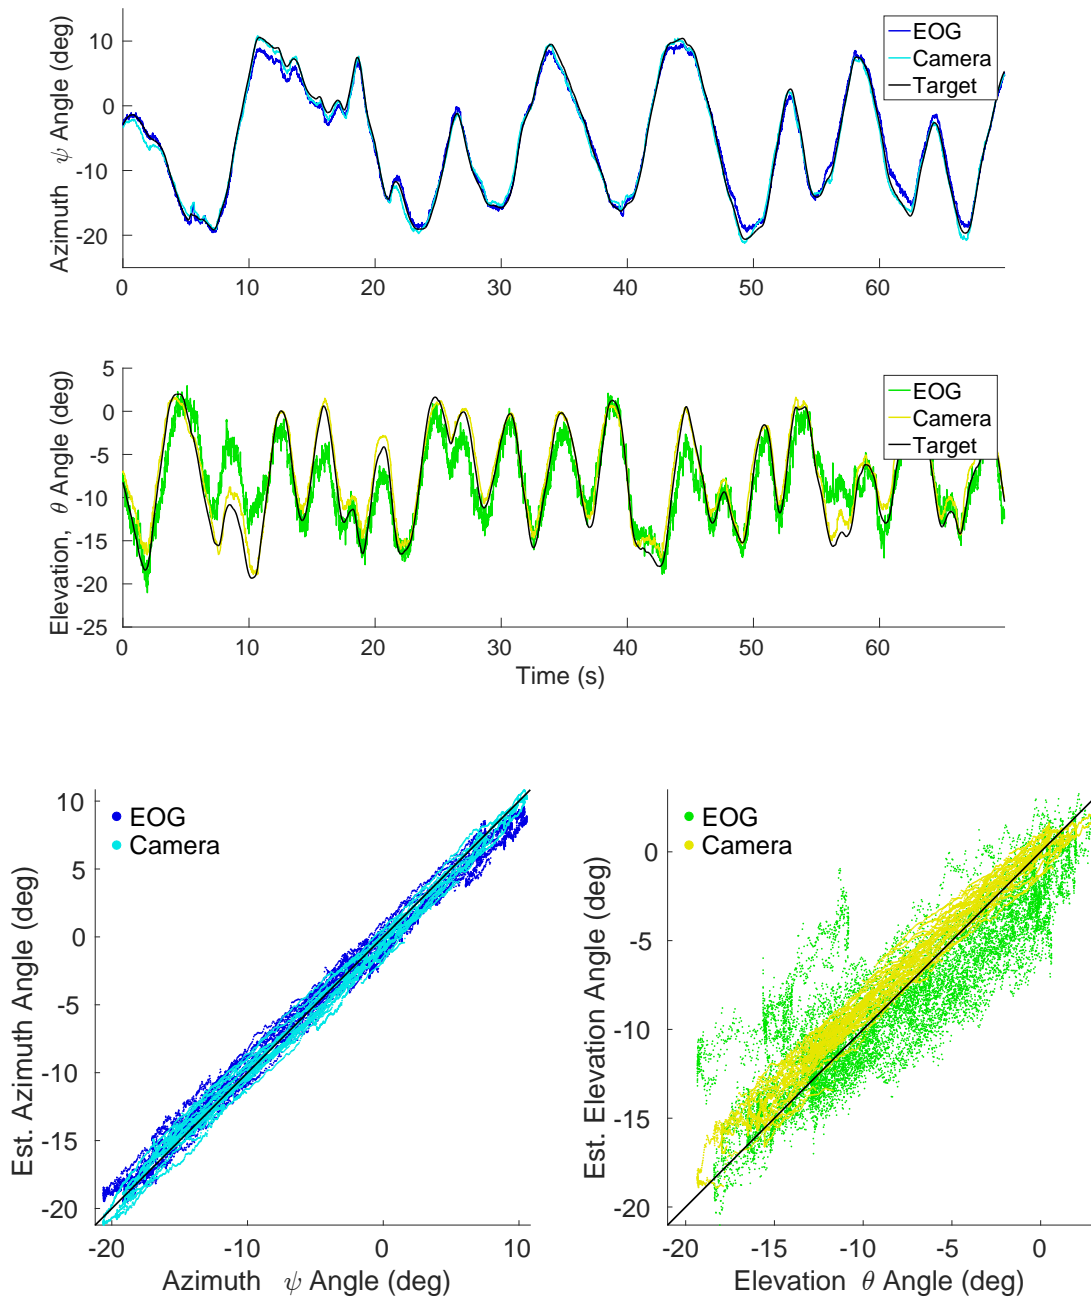 Azimuth ψ Angle (deg)
10
0
-10
-20
0 10 20 30 40 50 60
EOG
Camera
Target
Elevation, θ Angle (deg)
5
0
-5
-10
-15
-20
-25
0 10 20 30 40 50 60
Time (s)
EOG
Camera
Target
Est. Azimuth Angle (deg)
10
5
0
-5
-10
-15
-20
-20 -10 0 10
Azimuth ψ Angle (deg)
EOG
Camera
Est. Elevation Angle (deg)
0
-5
-10
-15
-20
-20 -15 -10 -5 0
Elevation θ Angle (deg)
EOG
Camera